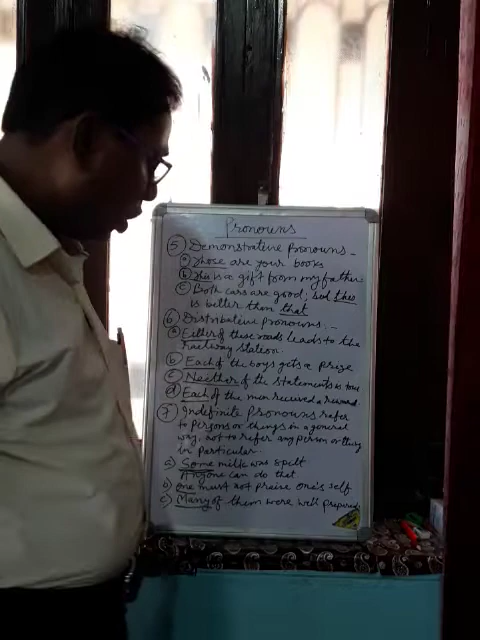 Pronouns
⑤ Demonstrative pronouns -
ⓐ Those are your books
ⓑ This is a gift from my father
ⓒ Both cars are good; but this
is better than that
⑥ Distributive pronouns. -
ⓐ Either of these roads leads to the
Railway Station.
ⓑ Each of the boys gets a prize
ⓒ Neither of the statements is true
ⓓ Each of the men received a reward.
⑦ Indefinite pronouns refer
to persons or things in a general
way, not to refer any person or thing
in particular
a) Some milk was spilt
Anyone can do that
b) One must not praise one's self
c) Many of them were well prepared